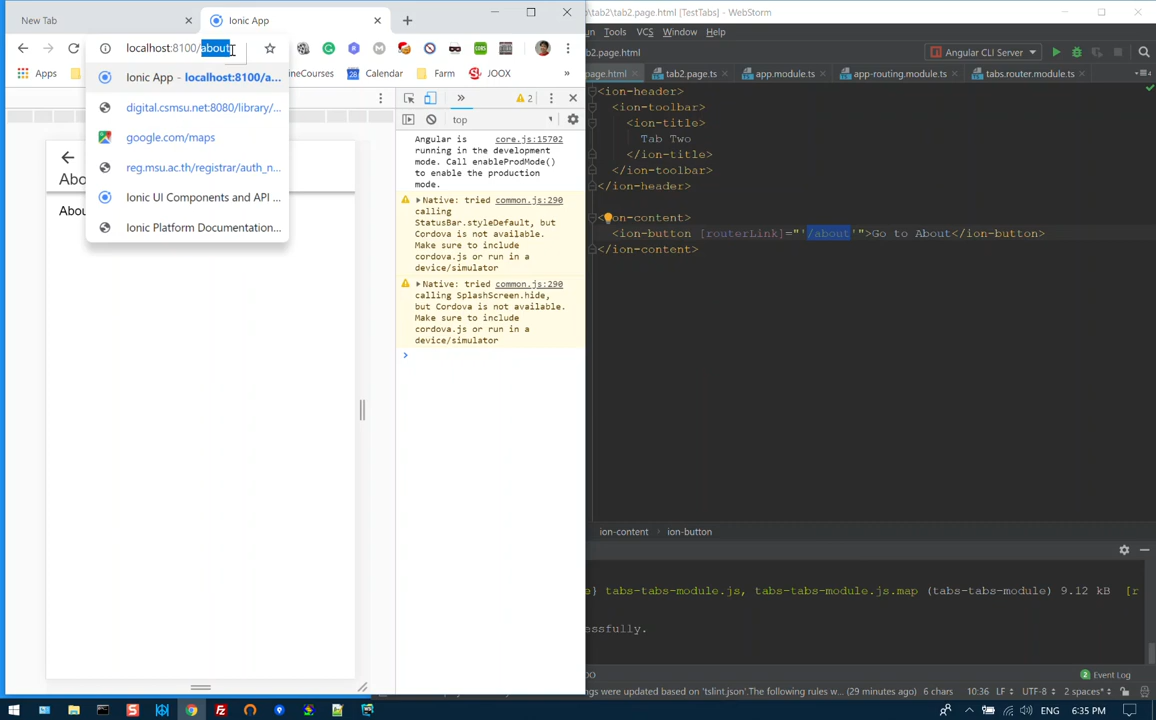 New Tab
Ionic App
localhost:8100/about
Apps
ineCourses
Calendar
Farm
JOOX
»
Ionic App - localhost:8100/a...
digital.csmsu.net:8080/library/...
google.com/maps
reg.msu.ac.th/registrar/auth_n...
Ionic UI Components and API ...
Ionic Platform Documentation...
Abo
Abou
» 2
top
Angular is core.js:15702
running in the development
mode. Call enableProdMode()
to enable the production
mode.
Native: tried common.js:290
calling
StatusBar.styleDefault, but
Cordova is not available.
Make sure to include
cordova.js or run in a
device/simulator
Native: tried common.js:290
calling SplashScreen.hide,
but Cordova is not available.
Make sure to include
cordova.js or run in a
device/simulator
\tab2\tab2.page.html [TestTabs] - WebStorm
Tools VCS Window Help
b2.page.html
Angular CLI Server
page.html
tab2.page.ts
app.module.ts
app-routing.module.ts
tabs.router.module.ts
<ion-header>
<ion-toolbar>
<ion-title>
Tab Two
</ion-title>
</ion-toolbar>
</ion-header>
<ion-content>
<ion-button [routerLink]="'/about'">Go to About</ion-button>
</ion-content>
ion-content
ion-button
e} tabs-tabs-module.js, tabs-tabs-module.js.map (tabs-tabs-module) 9.12 kB [r
essfully.
DO
Event Log
ngs were updated based on 'tslint.json'.The following rules w... (29 minutes ago)
6 chars
10:36
LF
UTF-8
2 spaces*
ENG
6:35 PM